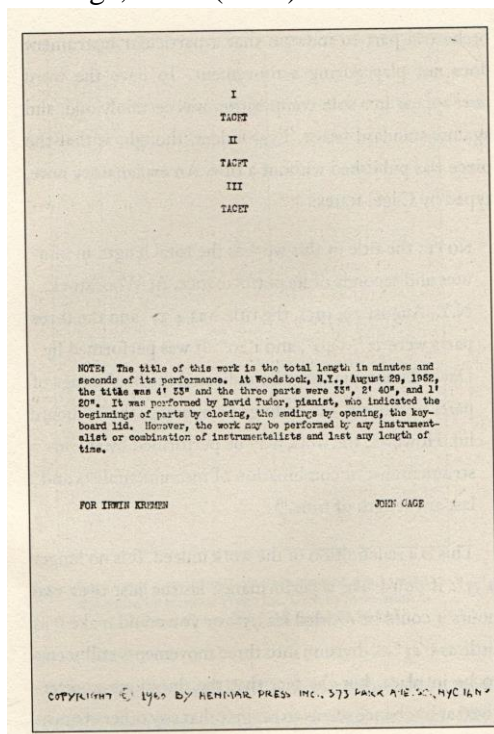 I
TACET
II
TACET
III
TACET
NOTE: The title of this work is the total length in minutes and
seconds of its performance. At Woodstock, N.Y., August 29, 1952,
the title was 4' 33" and the three parts were 33", 2' 40", and 1'
20". It was performed by David Tudor, pianist, who indicated the
beginnings of parts by closing, the endings by opening, the key-
board lid. However, the work may be performed by any instrument-
alist or combination of instrumentalists and last any length of
time.
FOR IRWIN KREMEN JOHN CAGE
COPYRIGHT © 1960 BY HENMAR PRESS INC., 373 PARK AVE. SO., NYC 16, N.Y.